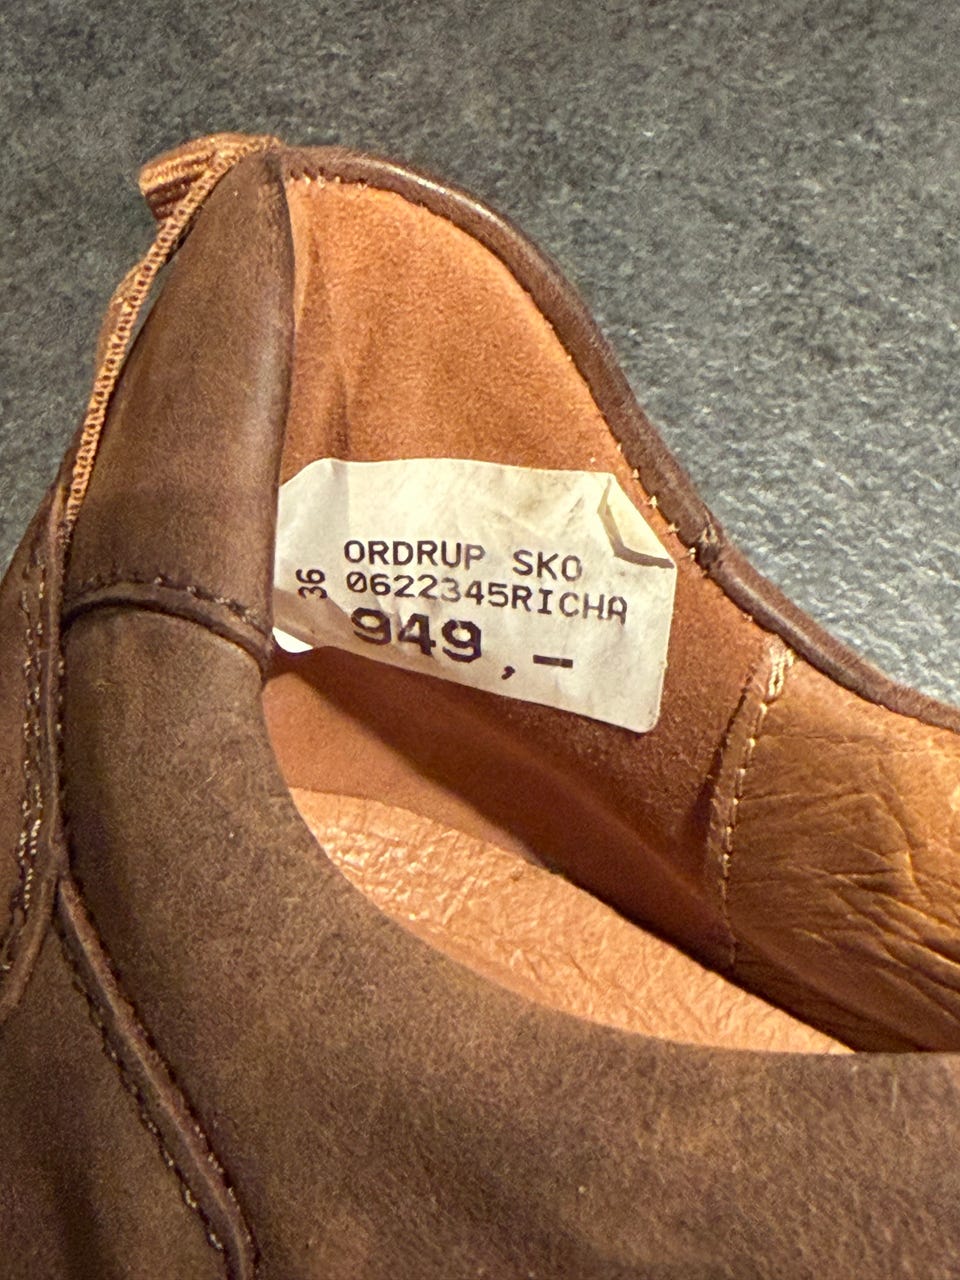 ORDRUP SKO
36
0622345RICHA
949,-